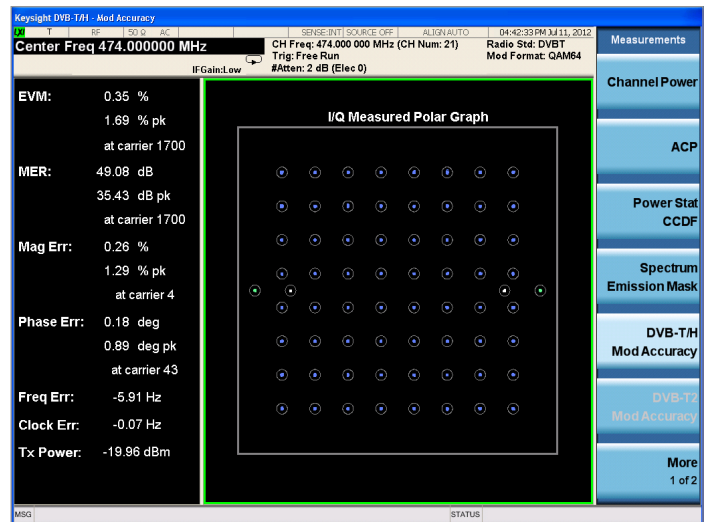 Keysight DVB-T/H - Mod Accuracy
LXI T RF 50 Ω AC SENSE:INT SOURCE OFF ALIGN AUTO 04:42:33 PM Jul 11, 2012
Center Freq 474.000000 MHz
CH Freq: 474.000 000 MHz (CH Num: 21) Radio Std: DVBT
Trig: Free Run Mod Format: QAM64
IFGain:Low #Atten: 2 dB (Elec 0)
Measurements
Channel Power
ACP
Power Stat
CCDF
Spectrum
Emission Mask
DVB-T/H
Mod Accuracy
DVB-T2
Mod Accuracy
More
1 of 2
EVM: 0.35 %
1.69 % pk
at carrier 1700
MER: 49.08 dB
35.43 dB pk
at carrier 1700
Mag Err: 0.26 %
1.29 % pk
at carrier 4
Phase Err: 0.18 deg
0.89 deg pk
at carrier 43
Freq Err: -5.91 Hz
Clock Err: -0.07 Hz
Tx Power: -19.96 dBm
I/Q Measured Polar Graph
MSG STATUS